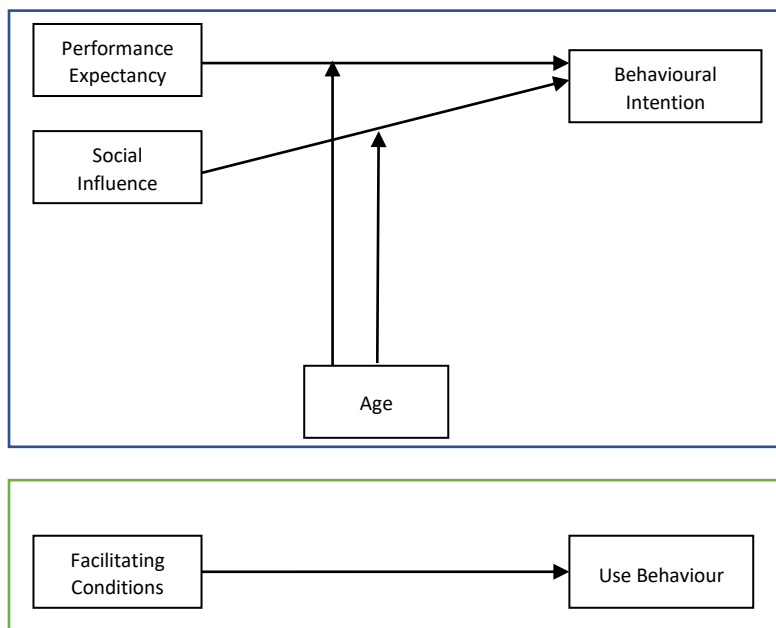 Performance
Expectancy
Behavioural
Intention
Social
Influence
Age
Facilitating
Conditions
Use Behaviour